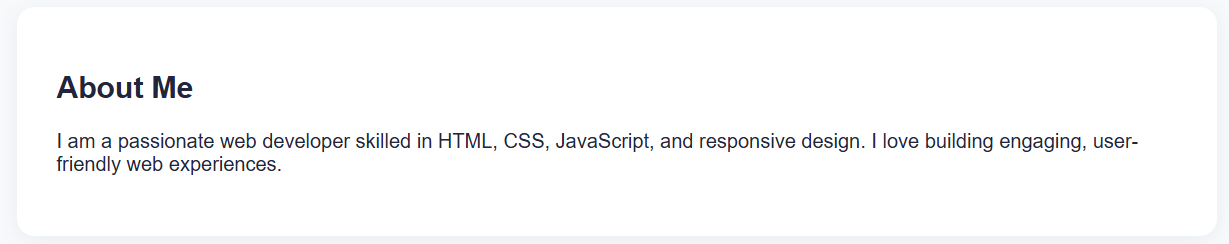 About Me
I am a passionate web developer skilled in HTML, CSS, JavaScript, and responsive design. I love building engaging, user-
friendly web experiences.